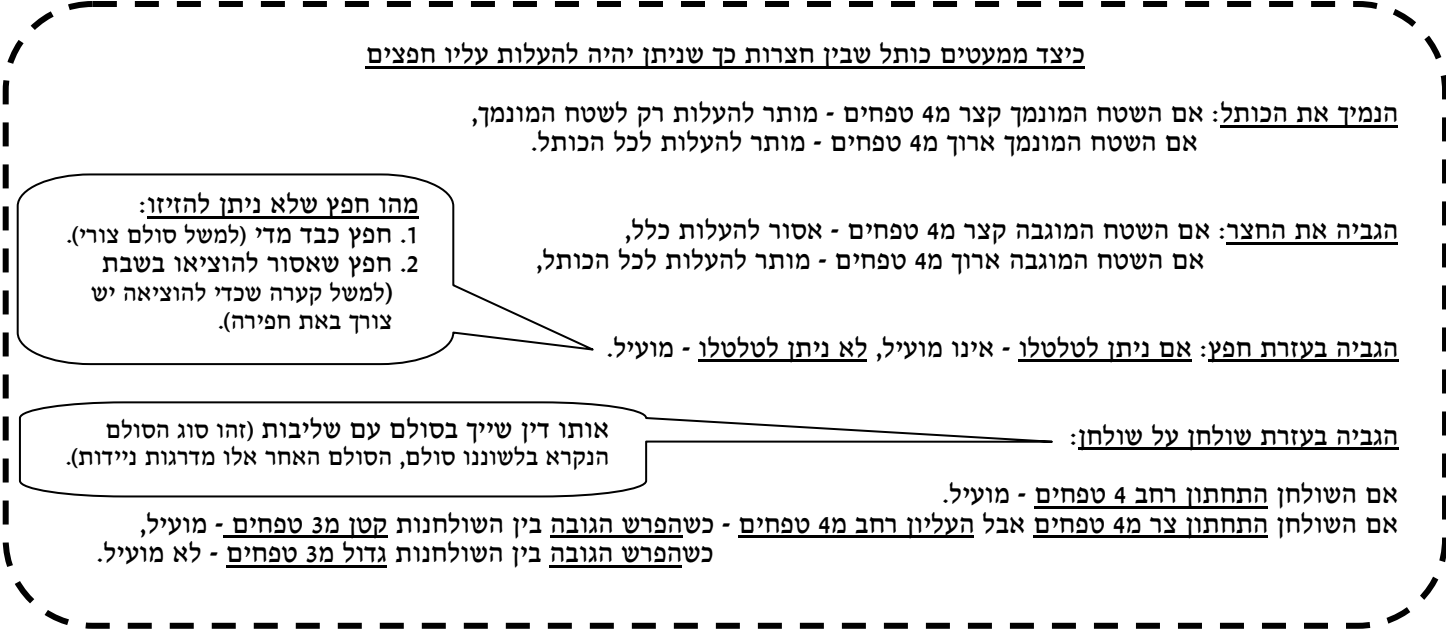 כיצד ממעטים כותל שבין חצרות כך שניתן יהיה להעלות עליו חפצים
הנמיך את הכותל: אם השטח המונמך קצר מ4 טפחים - מותר להעלות רק לשטח המונמך,
אם השטח המונמך ארוך מ4 טפחים - מותר להעלות לכל הכותל.
הגביה את החצר: אם השטח המוגבה קצר מ4 טפחים - אסור להעלות כלל,
אם השטח המוגבה ארוך מ4 טפחים - מותר להעלות לכל הכותל,
מהו חפץ שלא ניתן להזיזו:
1. חפץ כבד מדי (למשל סולם צורי).
2. חפץ שאסור להוציאו בשבת
(למשל קערה שכדי להוציאה יש
צורך באת חפירה).
הגביה בעזרת חפץ: אם ניתן לטלטלו - אינו מועיל, לא ניתן לטלטלו - מועיל.
הגביה בעזרת שולחן על שולחן:
אותו דין שייך בסולם עם שליבות (זהו סוג הסולם
הנקרא בלשוננו סולם, הסולם האחר אלו מדרגות ניידות).
אם השולחן התחתון רחב 4 טפחים - מועיל.
אם השולחן התחתון צר מ4 טפחים אבל העליון רחב מ4 טפחים - כשהפרש הגובה בין השולחנות קטן מ3 טפחים - מועיל,
כשהפרש הגובה בין השולחנות גדול מ3 טפחים - לא מועיל.